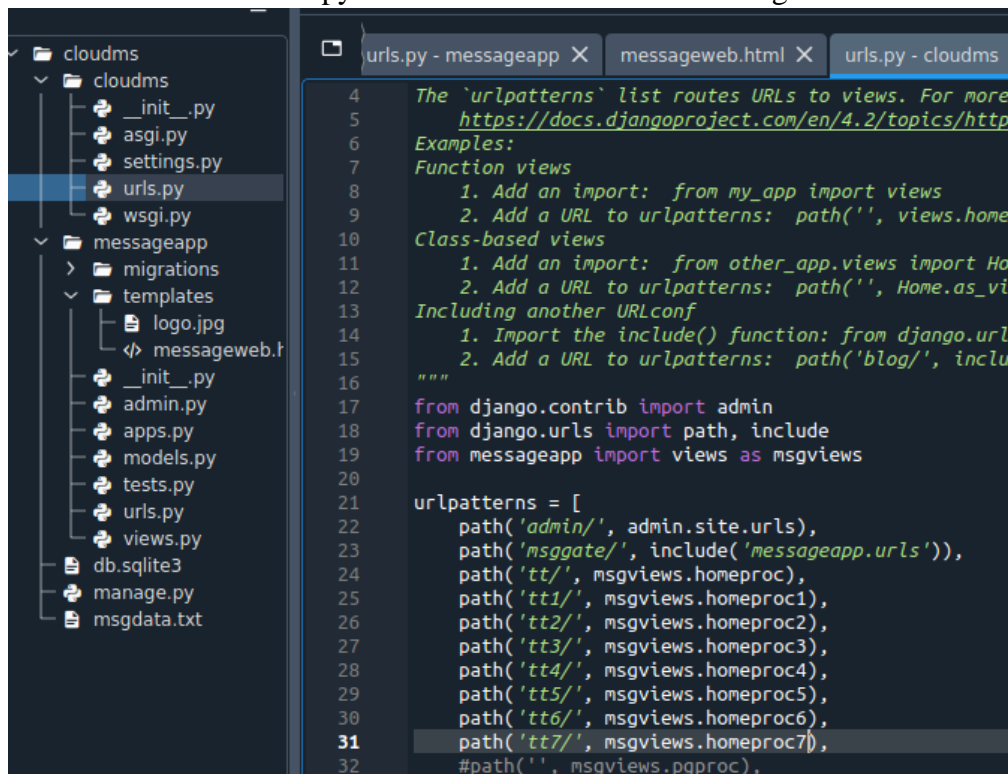 py
cloudms
cloudms
__init__.py
asgi.py
settings.py
urls.py
wsgi.py
messageapp
migrations
templates
logo.jpg
messageweb.h
__init__.py
admin.py
apps.py
models.py
tests.py
urls.py
views.py
db.sqlite3
manage.py
msgdata.txt
urls.py - messageapp
messageweb.html
urls.py - cloudms
4 The `urlpatterns` list routes URLs to views. For more
5 https://docs.djangoproject.com/en/4.2/topics/http
6 Examples:
7 Function views
8 1. Add an import:  from my_app import views
9 2. Add a URL to urlpatterns:  path('', views.home
10 Class-based views
11 1. Add an import:  from other_app.views import Ho
12 2. Add a URL to urlpatterns:  path('', Home.as_vi
13 Including another URLconf
14 1. Import the include() function: from django.url
15 2. Add a URL to urlpatterns:  path('blog/', inclu
16 """
17 from django.contrib import admin
18 from django.urls import path, include
19 from messageapp import views as msgviews
20
21 urlpatterns = [
22 path('admin/', admin.site.urls),
23 path('msggate/', include('messageapp.urls')),
24 path('tt/', msgviews.homeproc),
25 path('tt1/', msgviews.homeproc1),
26 path('tt2/', msgviews.homeproc2),
27 path('tt3/', msgviews.homeproc3),
28 path('tt4/', msgviews.homeproc4),
29 path('tt5/', msgviews.homeproc5),
30 path('tt6/', msgviews.homeproc6),
31 path('tt7/', msgviews.homeproc7),
32 #path('', msgviews.pgproc),